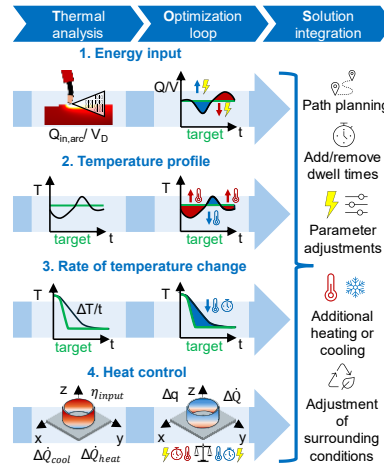 Thermal analysis
Optimization loop
Solution integration
1. Energy input
Q/V
Q_in,arc / V_D
target
t
2. Temperature profile
T
target
t
T
target
t
3. Rate of temperature change
T
ΔT/t
target
t
T
target
t
4. Heat control
z
η_input
x
y
ΔQ̇_cool
ΔQ̇_heat
Δq
z
ΔQ̇
x
y
Path planning
Add/remove
dwell times
Parameter
adjustments
Additional
heating or
cooling
Adjustment
of
surrounding
conditions